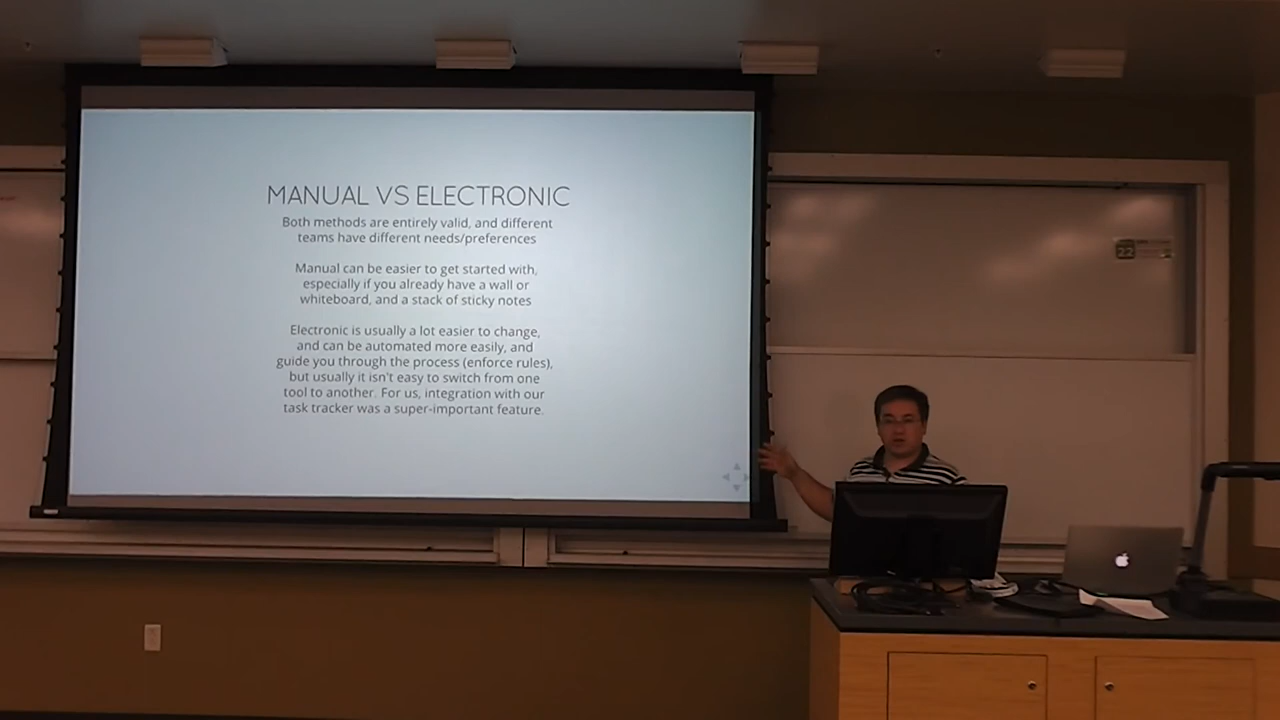 MANUAL VS ELECTRONIC
Both methods are entirely valid, and different
teams have different needs/preferences
Manual can be easier to get started with,
especially if you already have a wall or
whiteboard, and a stack of sticky notes
Electronic is usually a lot easier to change,
and can be automated more easily, and
guide you through the process (enforce rules),
but usually it isn't easy to switch from one
tool to another. For us, integration with our
task tracker was a super-important feature.
22